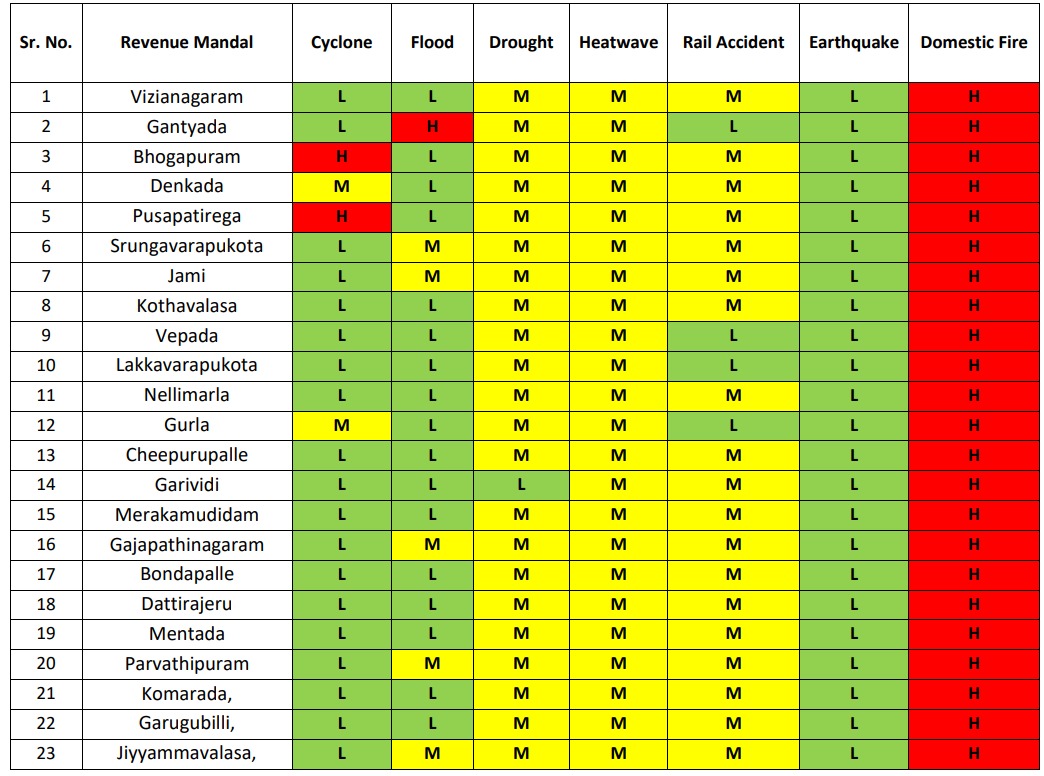 Sr. No. Revenue Mandal Cyclone Flood Drought Heatwave Rail Accident Earthquake Domestic Fire
1 Vizianagaram L L M M M L H
2 Gantyada L H M M L L H
3 Bhogapuram H L M M M L H
4 Denkada M L M M M L H
5 Pusapatirega H L M M M L H
6 Srungavarapukota L M M M M L H
7 Jami L M M M M L H
8 Kothavalasa L L M M M L H
9 Vepada L L M M L L H
10 Lakkavarapukota L L M M L L H
11 Nellimarla L L M M M L H
12 Gurla M L M M L L H
13 Cheepurupalle L L M M M L H
14 Garividi L L L M M L H
15 Merakamudidam L L M M M L H
16 Gajapathinagaram L M M M M L H
17 Bondapalle L L M M M L H
18 Dattirajeru L L M M M L H
19 Mentada L L M M M L H
20 Parvathipuram L M M M M L H
21 Komarada, L L M M M L H
22 Garugubilli, L L M M M L H
23 Jiyyammavalasa, L M M M M L H